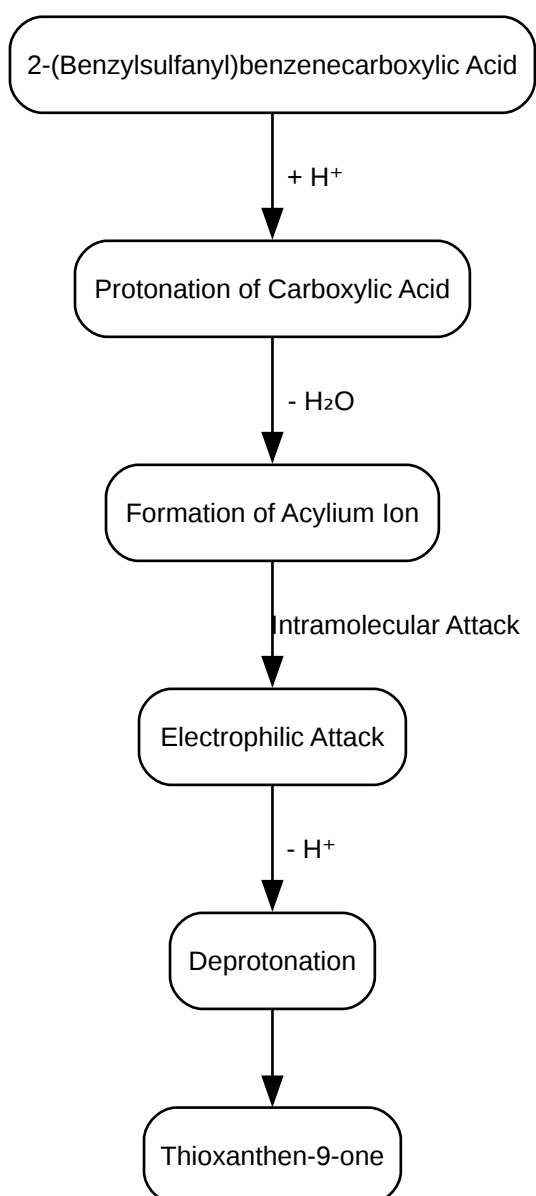 2-(Benzylsulfanyl)benzenecarboxylic Acid
+ H⁺
Protonation of Carboxylic Acid
- H₂O
Formation of Acylium Ion
Intramolecular Attack
Electrophilic Attack
- H⁺
Deprotonation
Thioxanthen-9-one